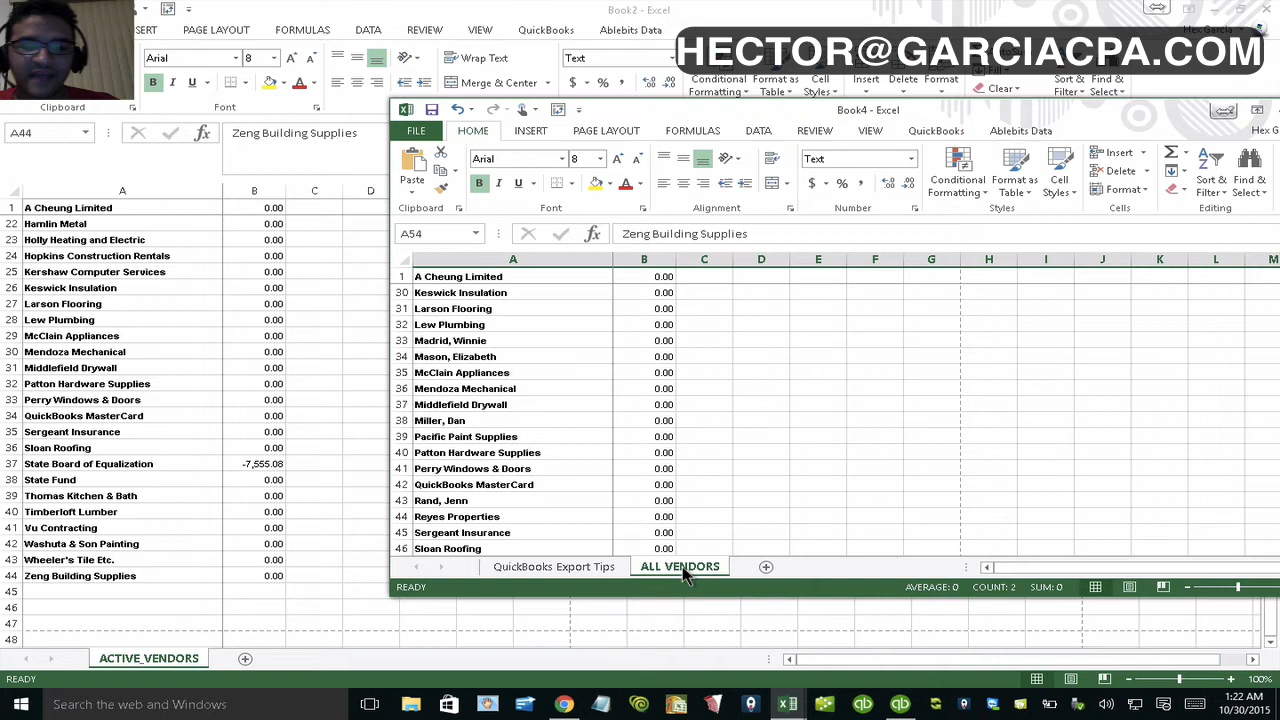 Book2 - Excel
Hex Garcia
ISERT PAGE LAYOUT FORMULAS DATA REVIEW VIEW QuickBooks Ablebits Data
HECTOR@GARCIACPA.COM
Arial 8 Wrap Text Text
B I U Merge & Center $ % , Conditional Formatting Format as Table Cell Styles Insert Delete Format Fill Clear Sort & Filter Find & Select
Clipboard Font
A44 fx Zeng Building Supplies
A B C D
1 A Cheung Limited 0.00
22 Hamlin Metal 0.00
23 Holly Heating and Electric 0.00
24 Hopkins Construction Rentals 0.00
25 Kershaw Computer Services 0.00
26 Keswick Insulation 0.00
27 Larson Flooring 0.00
28 Lew Plumbing 0.00
29 McClain Appliances 0.00
30 Mendoza Mechanical 0.00
31 Middlefield Drywall 0.00
32 Patton Hardware Supplies 0.00
33 Perry Windows & Doors 0.00
34 QuickBooks MasterCard 0.00
35 Sergeant Insurance 0.00
36 Sloan Roofing 0.00
37 State Board of Equalization -7,555.08
38 State Fund 0.00
39 Thomas Kitchen & Bath 0.00
40 Timberloft Lumber 0.00
41 Vu Contracting 0.00
42 Washuta & Son Painting 0.00
43 Wheeler's Tile Etc. 0.00
44 Zeng Building Supplies 0.00
45
46
47
48
ACTIVE_VENDORS
READY
100%
Book4 - Excel
FILE HOME INSERT PAGE LAYOUT FORMULAS DATA REVIEW VIEW QuickBooks Ablebits Data Hex G
Paste Arial 8 Text Conditional Formatting Format as Table Cell Styles Insert Delete Format Sort & Filter Find & Select
B I U $ % ,
Clipboard Font Alignment Number Styles Cells Editing
A54 fx Zeng Building Supplies
A B C D E F G H I J K L M
1 A Cheung Limited 0.00
30 Keswick Insulation 0.00
31 Larson Flooring 0.00
32 Lew Plumbing 0.00
33 Madrid, Winnie 0.00
34 Mason, Elizabeth 0.00
35 McClain Appliances 0.00
36 Mendoza Mechanical 0.00
37 Middlefield Drywall 0.00
38 Miller, Dan 0.00
39 Pacific Paint Supplies 0.00
40 Patton Hardware Supplies 0.00
41 Perry Windows & Doors 0.00
42 QuickBooks MasterCard 0.00
43 Rand, Jenn 0.00
44 Reyes Properties 0.00
45 Sergeant Insurance 0.00
46 Sloan Roofing 0.00
QuickBooks Export Tips ALL VENDORS
READY AVERAGE: 0 COUNT: 2 SUM: 0
Search the web and Windows
1:22 AM
10/30/2015